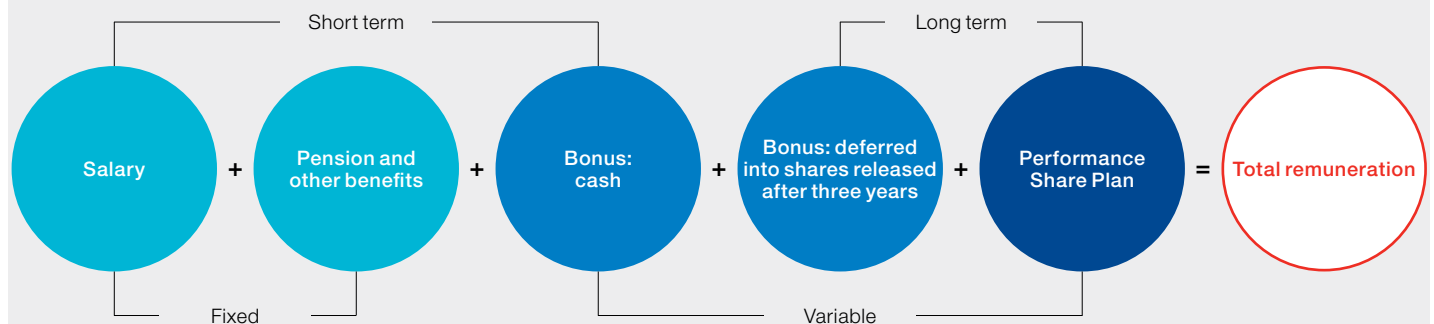 Short term
Long term
Salary
+
Pension and
other benefits
+
Bonus:
cash
+
Bonus: deferred
into shares released
after three years
+
Performance
Share Plan
=
Total remuneration
Fixed
Variable